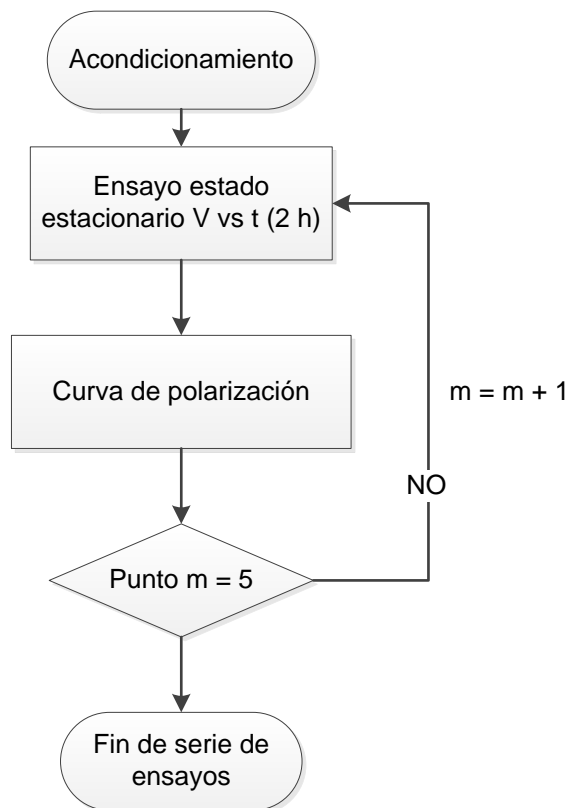 Acondicionamiento
Ensayo estado
estacionario V vs t (2 h)
Curva de polarización
m = m + 1
NO
Punto m = 5
Fin de serie de
ensayos